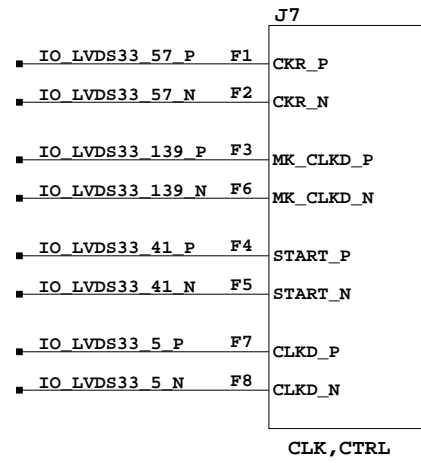 J7
IO_LVDS33_57_P F1 CKR_P
IO_LVDS33_57_N F2 CKR_N
IO_LVDS33_139_P F3 MK_CLKD_P
IO_LVDS33_139_N F6 MK_CLKD_N
IO_LVDS33_41_P F4 START_P
IO_LVDS33_41_N F5 START_N
IO_LVDS33_5_P F7 CLKD_P
IO_LVDS33_5_N F8 CLKD_N
CLK,CTRL